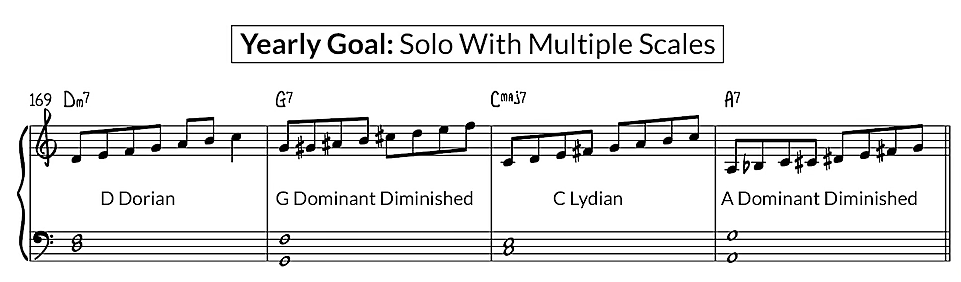 Yearly Goal: Solo With Multiple Scales
169 Dm7 G7 Cmaj7 A7
D Dorian G Dominant Diminished C Lydian A Dominant Diminished